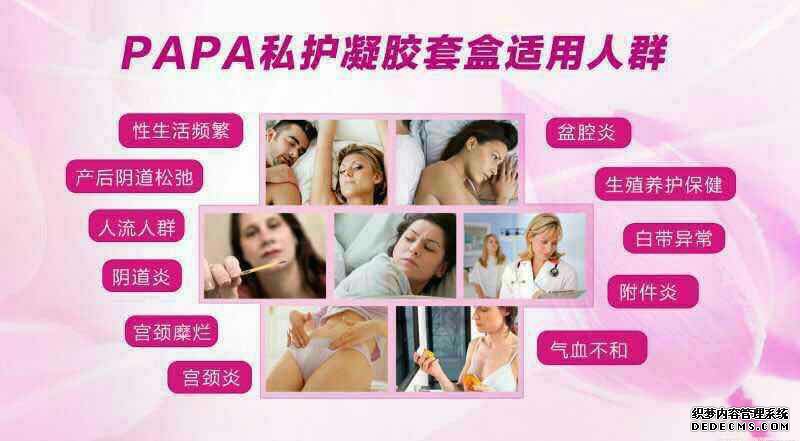 PAPA私护凝胶套盒适用人群
性生活频繁
产后阴道松弛
人流人群
阴道炎
宫颈糜烂
宫颈炎
盆腔炎
生殖养护保健
白带异常
附件炎
气血不和
织梦内容管理系统
DEDECMS.COM